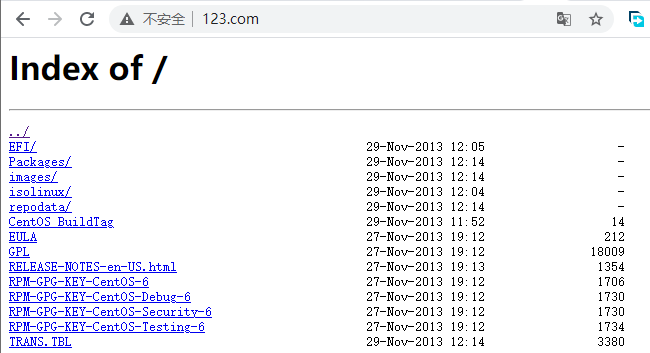 不安全 | 123.com
Index of /
../
EFI/ 29-Nov-2013 12:05 -
Packages/ 29-Nov-2013 12:14 -
images/ 29-Nov-2013 12:14 -
isolinux/ 29-Nov-2013 12:04 -
repodata/ 29-Nov-2013 12:14 -
CentOS_BuildTag 29-Nov-2013 11:52 14
EULA 27-Nov-2013 19:12 212
GPL 27-Nov-2013 19:12 18009
RELEASE-NOTES-en-US.html 27-Nov-2013 19:13 1354
RPM-GPG-KEY-CentOS-6 27-Nov-2013 19:12 1706
RPM-GPG-KEY-CentOS-Debug-6 27-Nov-2013 19:12 1730
RPM-GPG-KEY-CentOS-Security-6 27-Nov-2013 19:12 1730
RPM-GPG-KEY-CentOS-Testing-6 27-Nov-2013 19:12 1734
TRANS.TBL 29-Nov-2013 12:14 3380